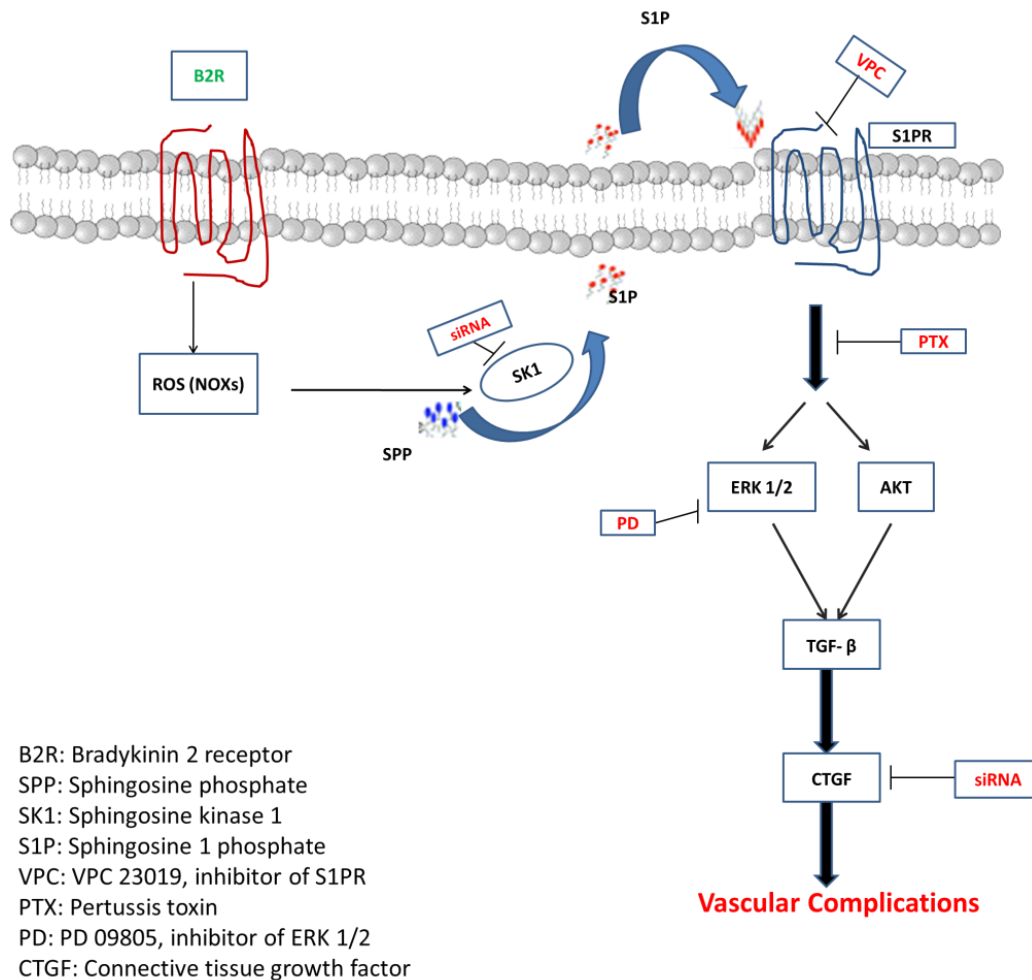 S1P
B2R
VPC
S1PR
S1P
siRNA
SK1
ROS (NOXs)
SPP
PTX
ERK 1/2
AKT
PD
TGF- β
CTGF
siRNA
Vascular Complications
B2R: Bradykinin 2 receptor
SPP: Sphingosine phosphate
SK1: Sphingosine kinase 1
S1P: Sphingosine 1 phosphate
VPC: VPC 23019, inhibitor of S1PR
PTX: Pertussis toxin
PD: PD 09805, inhibitor of ERK 1/2
CTGF: Connective tissue growth factor